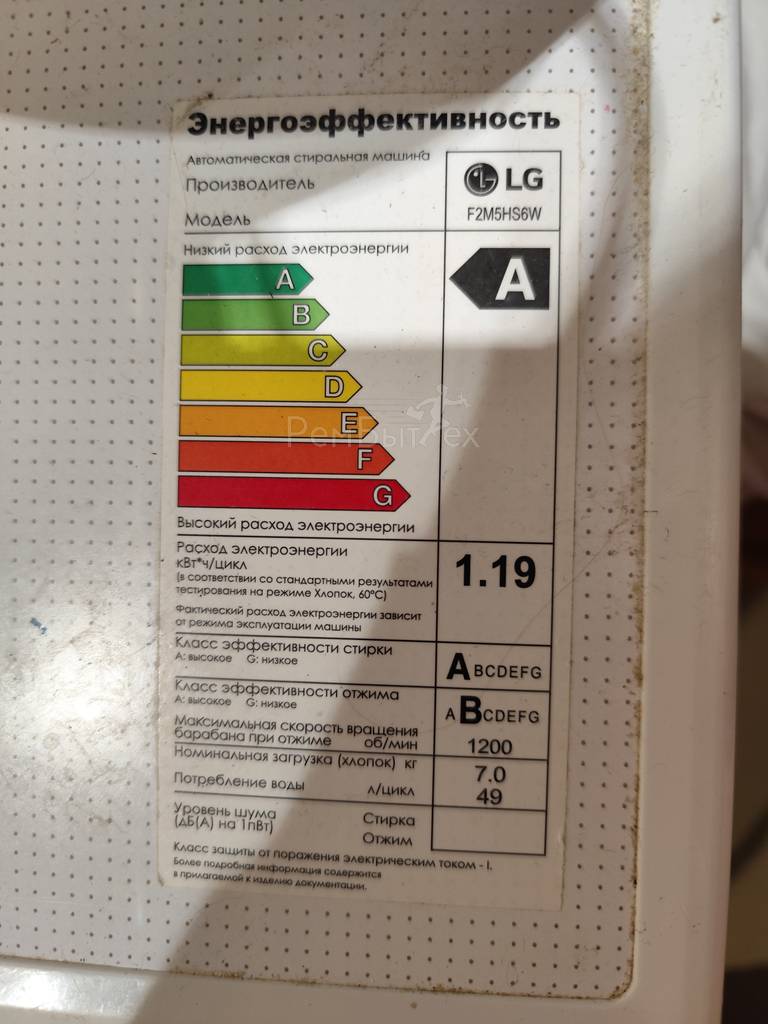 Энергоэффективность
Автоматическая стиральная машина
Производитель
LG
Модель
F2M5HS6W
Низкий расход электроэнергии
A
A
B
C
D
E
F
G
РемБытТех
Высокий расход электроэнергии
Расход электроэнергии
кВт*ч/цикл
1.19
(в соответствии со стандартными результатами
тестирования на режиме Хлопок, 60°C)
Фактический расход электроэнергии зависит
от режима эксплуатации машины
Класс эффективности стирки
A: высокое G: низкое
ABCDEFG
Класс эффективности отжима
A: высокое G: низкое
ABCDEFG
Максимальная скорость вращения
барабана при отжиме об/мин
1200
Номинальная загрузка (хлопок) кг
7.0
Потребление воды л/цикл
49
Уровень шума Стирка
(дБ(А) на 1пВт) Отжим
Класс защиты от поражения электрическим током - I.
Более подробная информация содержится
в прилагаемой к изделию документации.